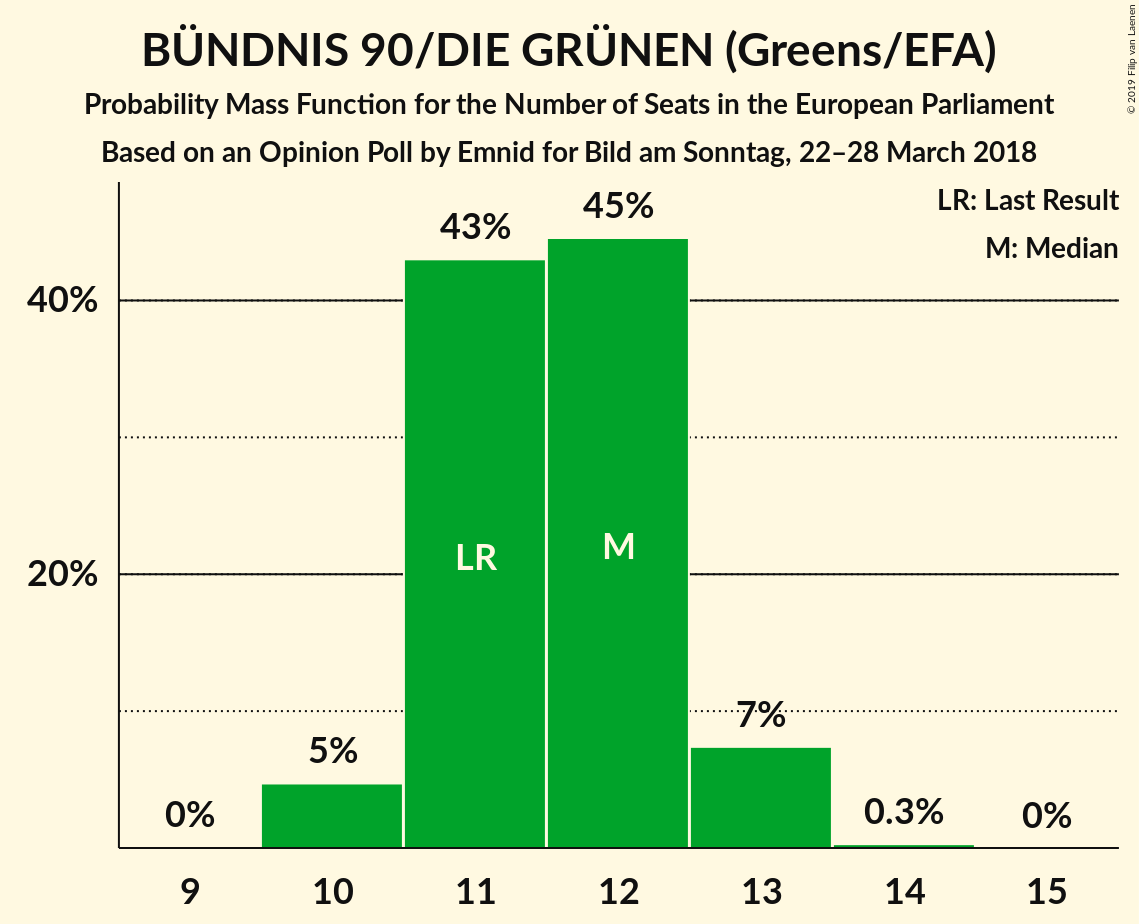 BÜNDNIS 90/DIE GRÜNEN (Greens/EFA)
Probability Mass Function for the Number of Seats in the European Parliament
Based on an Opinion Poll by Emnid for Bild am Sonntag, 22–28 March 2018
© 2019 Filip van Laenen
LR: Last Result
M: Median
40%
20%
0%
5%
43%
45%
7%
0.3%
0%
LR
M
9
10
11
12
13
14
15